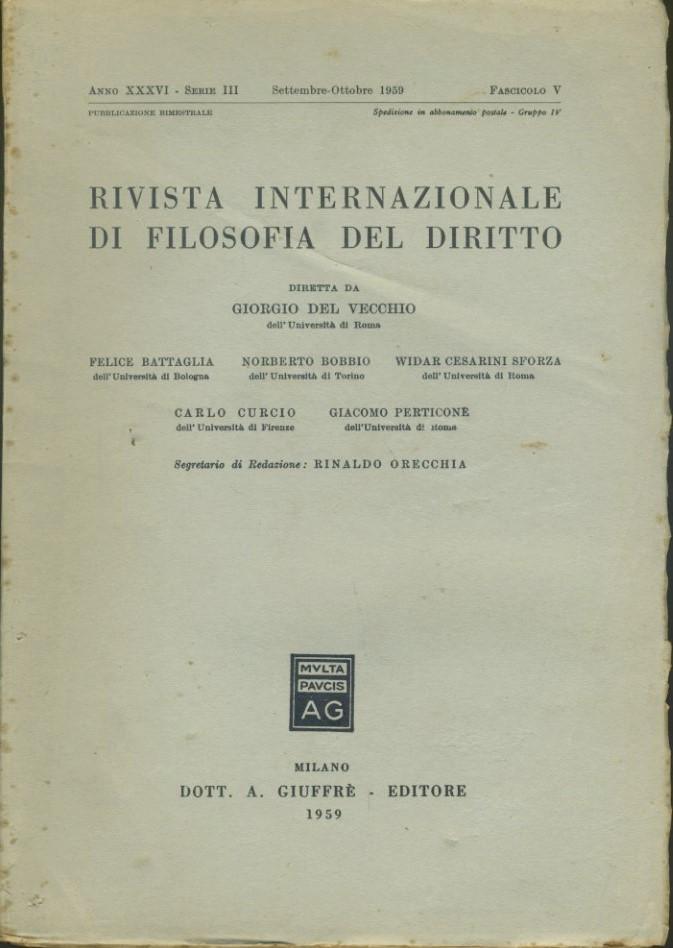 ANNO XXXVI - SERIE III Settembre-Ottobre 1959 FASCICOLO V
PUBBLICAZIONE BIMESTRALE Spedizione in abbonamento postale - Gruppo IV
RIVISTA INTERNAZIONALE
DI FILOSOFIA DEL DIRITTO
DIRETTA DA
GIORGIO DEL VECCHIO
dell'Università di Roma
FELICE BATTAGLIA NORBERTO BOBBIO WIDAR CESARINI SFORZA
dell'Università di Bologna dell'Università di Torino dell'Università di Roma
CARLO CURCIO GIACOMO PERTICONE
dell'Università di Firenze dell'Università di Roma
Segretario di Redazione: RINALDO ORECCHIA
MVLTA
PAVCIS
AG
MILANO
DOTT. A. GIUFFRÈ - EDITORE
1959